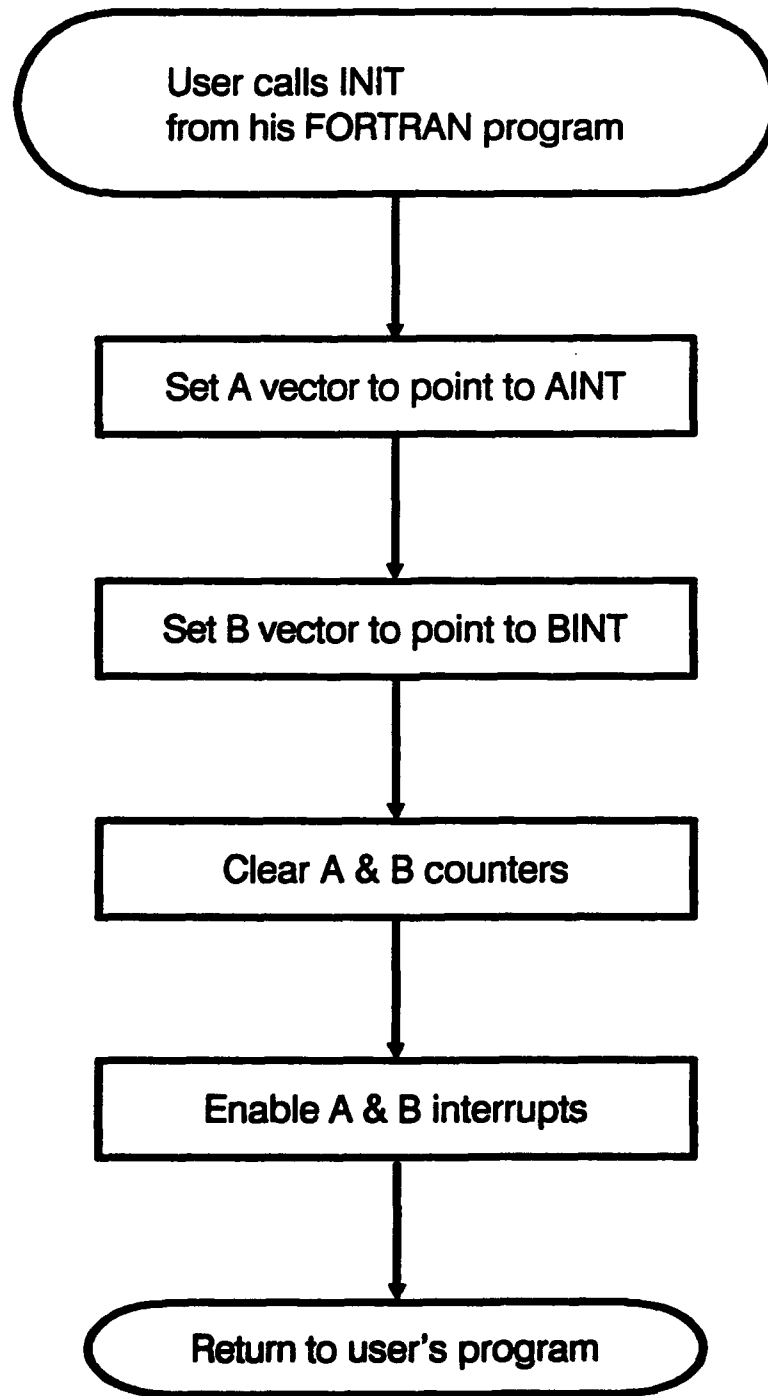 User calls INIT
from his FORTRAN program
Set A vector to point to AINT
Set B vector to point to BINT
Clear A & B counters
Enable A & B interrupts
Return to user's program